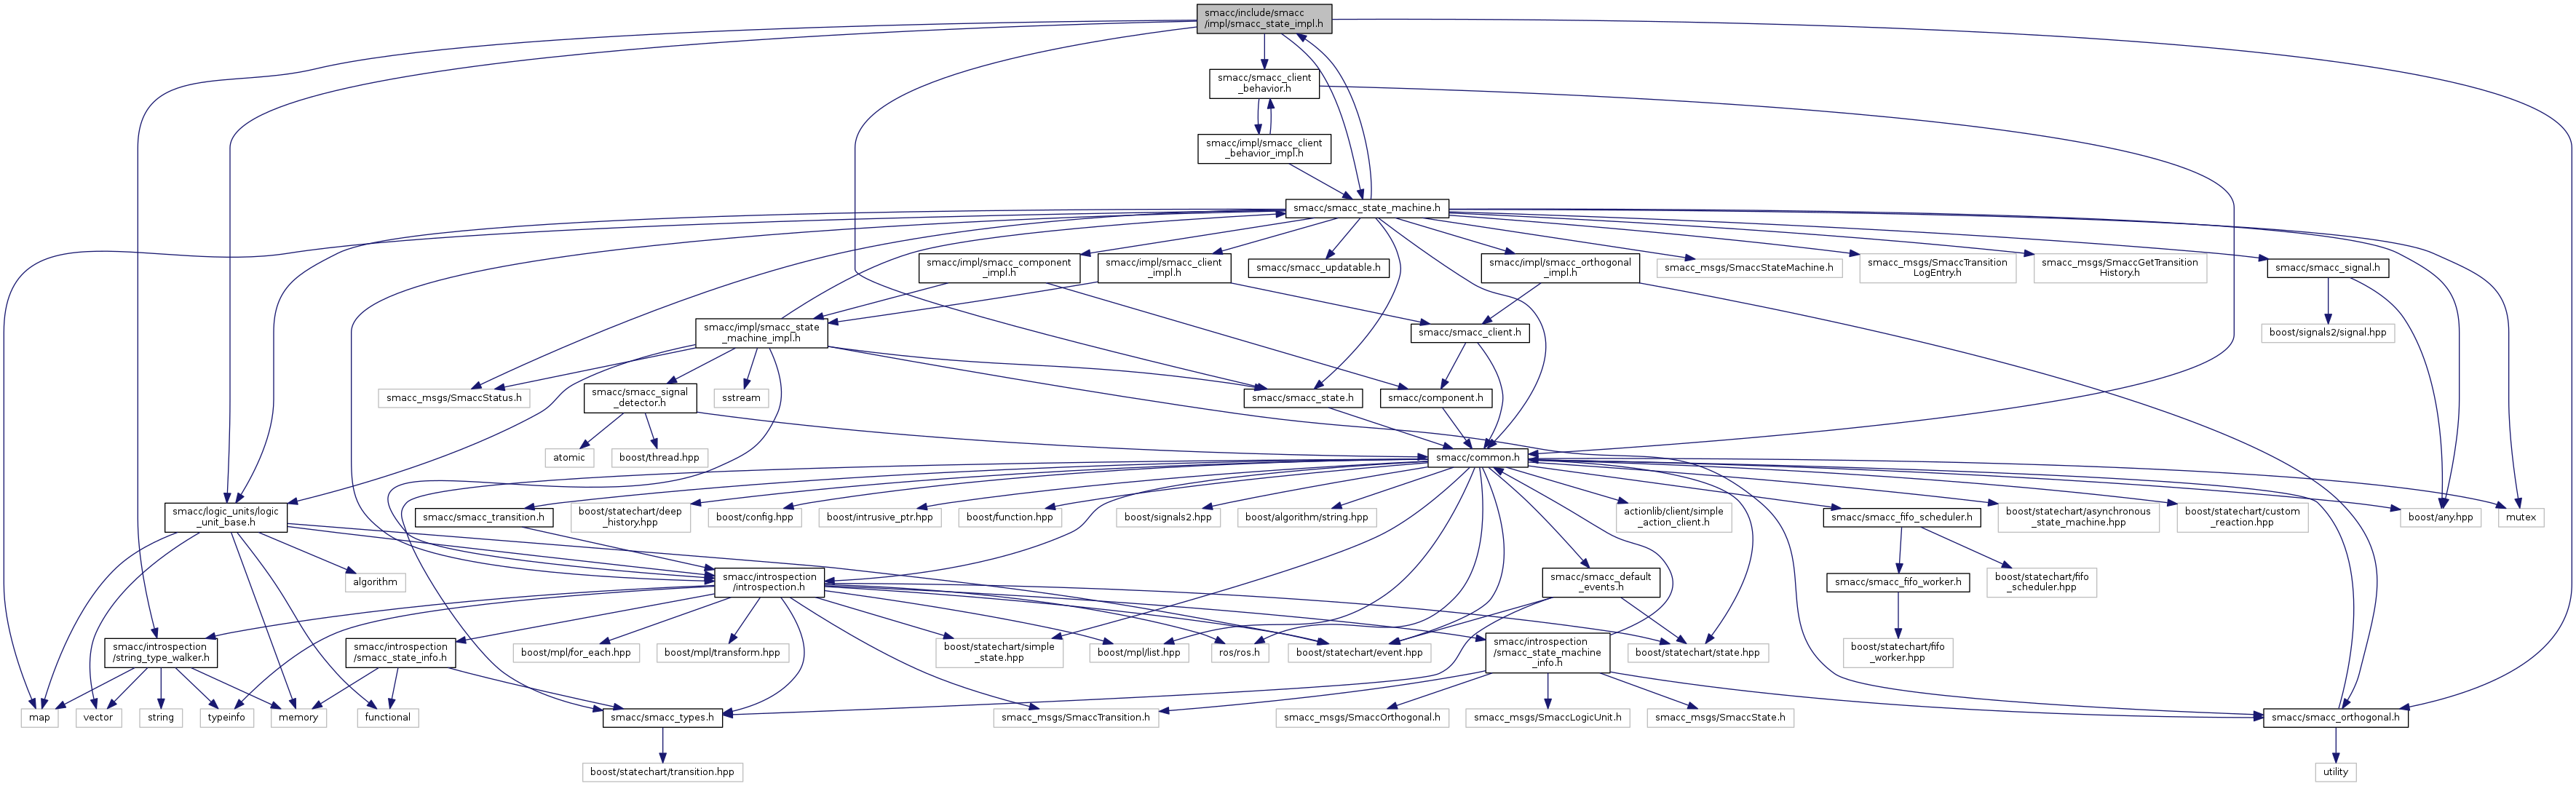 smacc/include/smacc
/impl/smacc_state_impl.h
smacc/smacc_client
_behavior.h
smacc/impl/smacc_client
_behavior_impl.h
smacc/smacc_state_machine.h
smacc/impl/smacc_component
_impl.h
smacc/impl/smacc_client
_impl.h
smacc/smacc_updatable.h
smacc/impl/smacc_orthogonal
_impl.h
smacc_msgs/SmaccStateMachine.h
smacc_msgs/SmaccTransition
LogEntry.h
smacc_msgs/SmaccGetTransition
History.h
smacc/smacc_signal.h
smacc/impl/smacc_state
_machine_impl.h
smacc/smacc_client.h
boost/signals2/signal.hpp
smacc_msgs/SmaccStatus.h
smacc/smacc_signal
_detector.h
sstream
smacc/smacc_state.h
smacc/component.h
atomic
boost/thread.hpp
smacc/common.h
smacc/logic_units/logic
_unit_base.h
smacc/smacc_transition.h
boost/statechart/deep
_history.hpp
boost/config.hpp
boost/intrusive_ptr.hpp
boost/function.hpp
boost/signals2.hpp
boost/algorithm/string.hpp
actionlib/client/simple
_action_client.h
smacc/smacc_fifo_scheduler.h
boost/statechart/asynchronous
_state_machine.hpp
boost/statechart/custom
_reaction.hpp
boost/any.hpp
mutex
algorithm
smacc/introspection
/introspection.h
smacc/smacc_default
_events.h
smacc/smacc_fifo_worker.h
boost/statechart/fifo
_scheduler.hpp
smacc/introspection
/string_type_walker.h
smacc/introspection
/smacc_state_info.h
boost/mpl/for_each.hpp
boost/mpl/transform.hpp
boost/statechart/simple
_state.hpp
boost/mpl/list.hpp
ros/ros.h
boost/statechart/event.hpp
smacc/introspection
/smacc_state_machine
_info.h
boost/statechart/state.hpp
boost/statechart/fifo
_worker.hpp
map
vector
string
typeinfo
memory
functional
smacc/smacc_types.h
smacc_msgs/SmaccTransition.h
smacc_msgs/SmaccOrthogonal.h
smacc_msgs/SmaccLogicUnit.h
smacc_msgs/SmaccState.h
smacc/smacc_orthogonal.h
boost/statechart/transition.hpp
utility